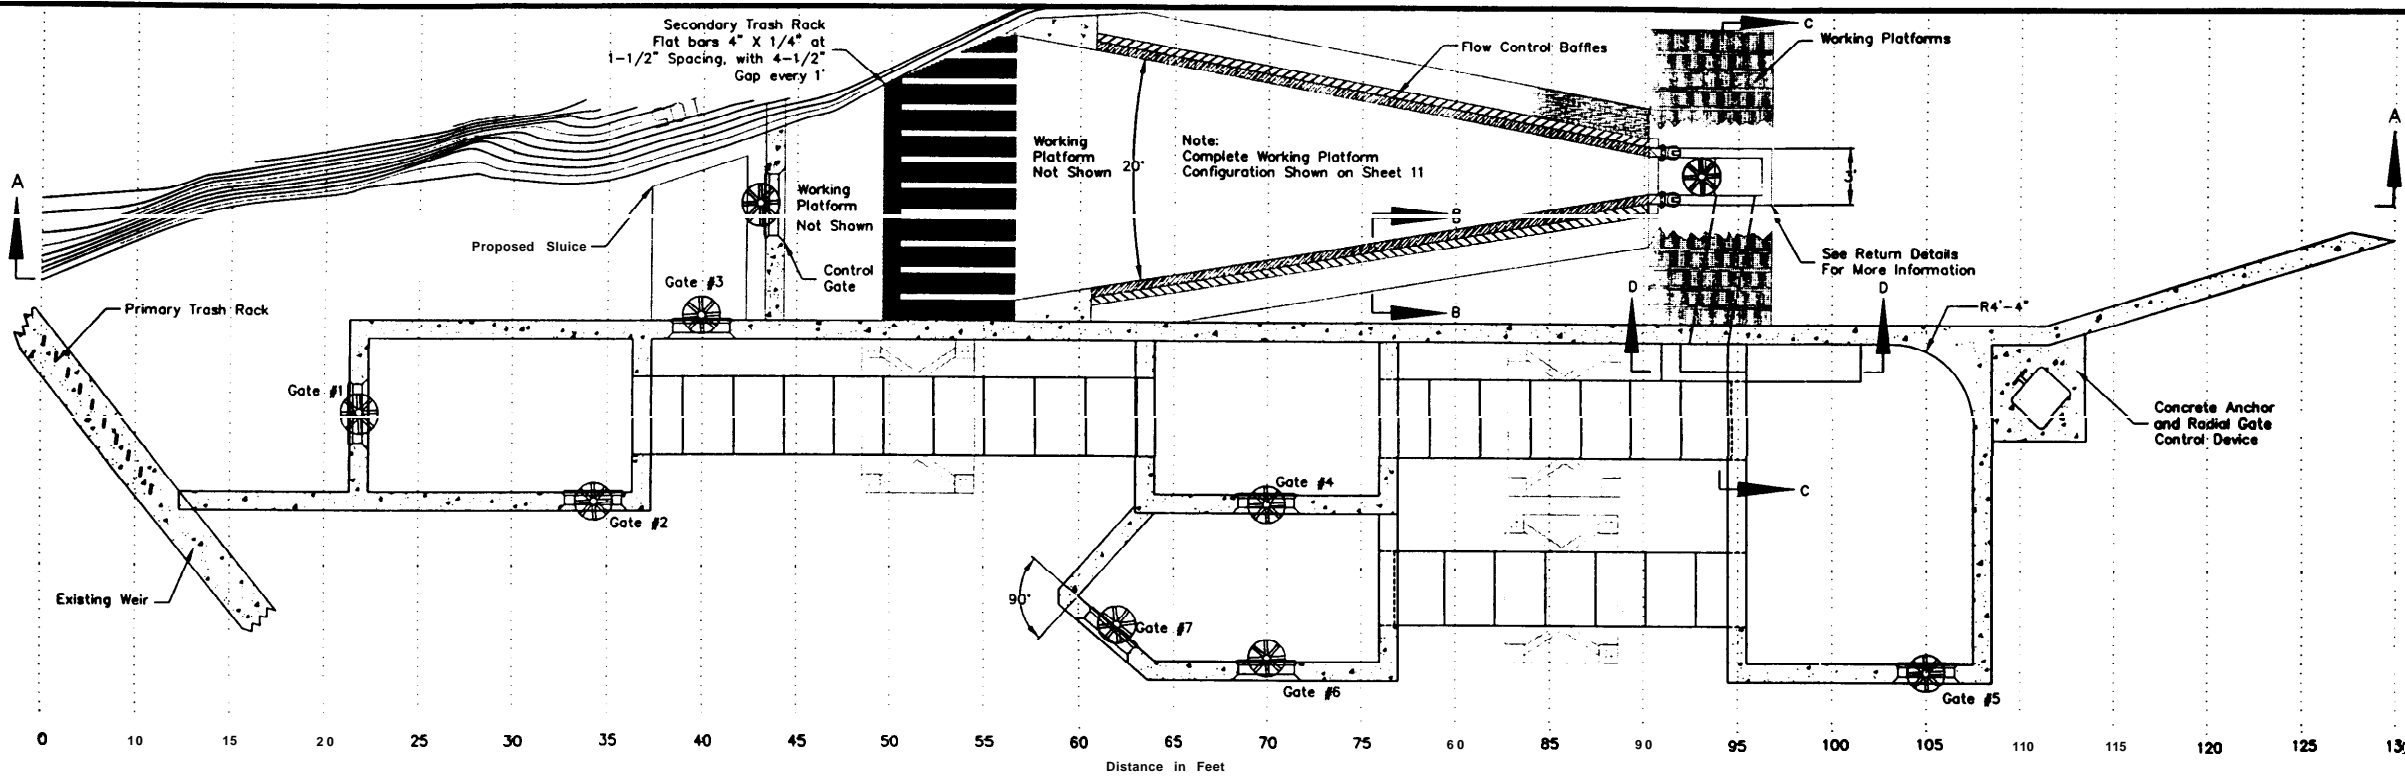 Secondary Trash Rack
Flat bars 4" X 1/4" at
1-1/2" Spacing, with 4-1/2"
Gap every 1'
Flow Control Baffles
C
Working Platforms
A
A
Working
Platform
Not Shown
20°
Note:
Complete Working Platform
Configuration Shown on Sheet 11
3'
Working
Platform
Not Shown
Proposed Sluice
Control
Gate
B
B
See Return Details
For More Information
Gate #3
Primary Trash Rack
D
D
R4'-4"
Gate #1
Concrete Anchor
and Radial Gate
Control Device
Gate #2
Gate #4
C
Existing Weir
90°
Gate #7
Gate #6
Gate #5
0 10 15 20 25 30 35 40 45 50 55 60 65 70 75 60 85 90 95 100 105 110 115 120 125 13
Distance in Feet